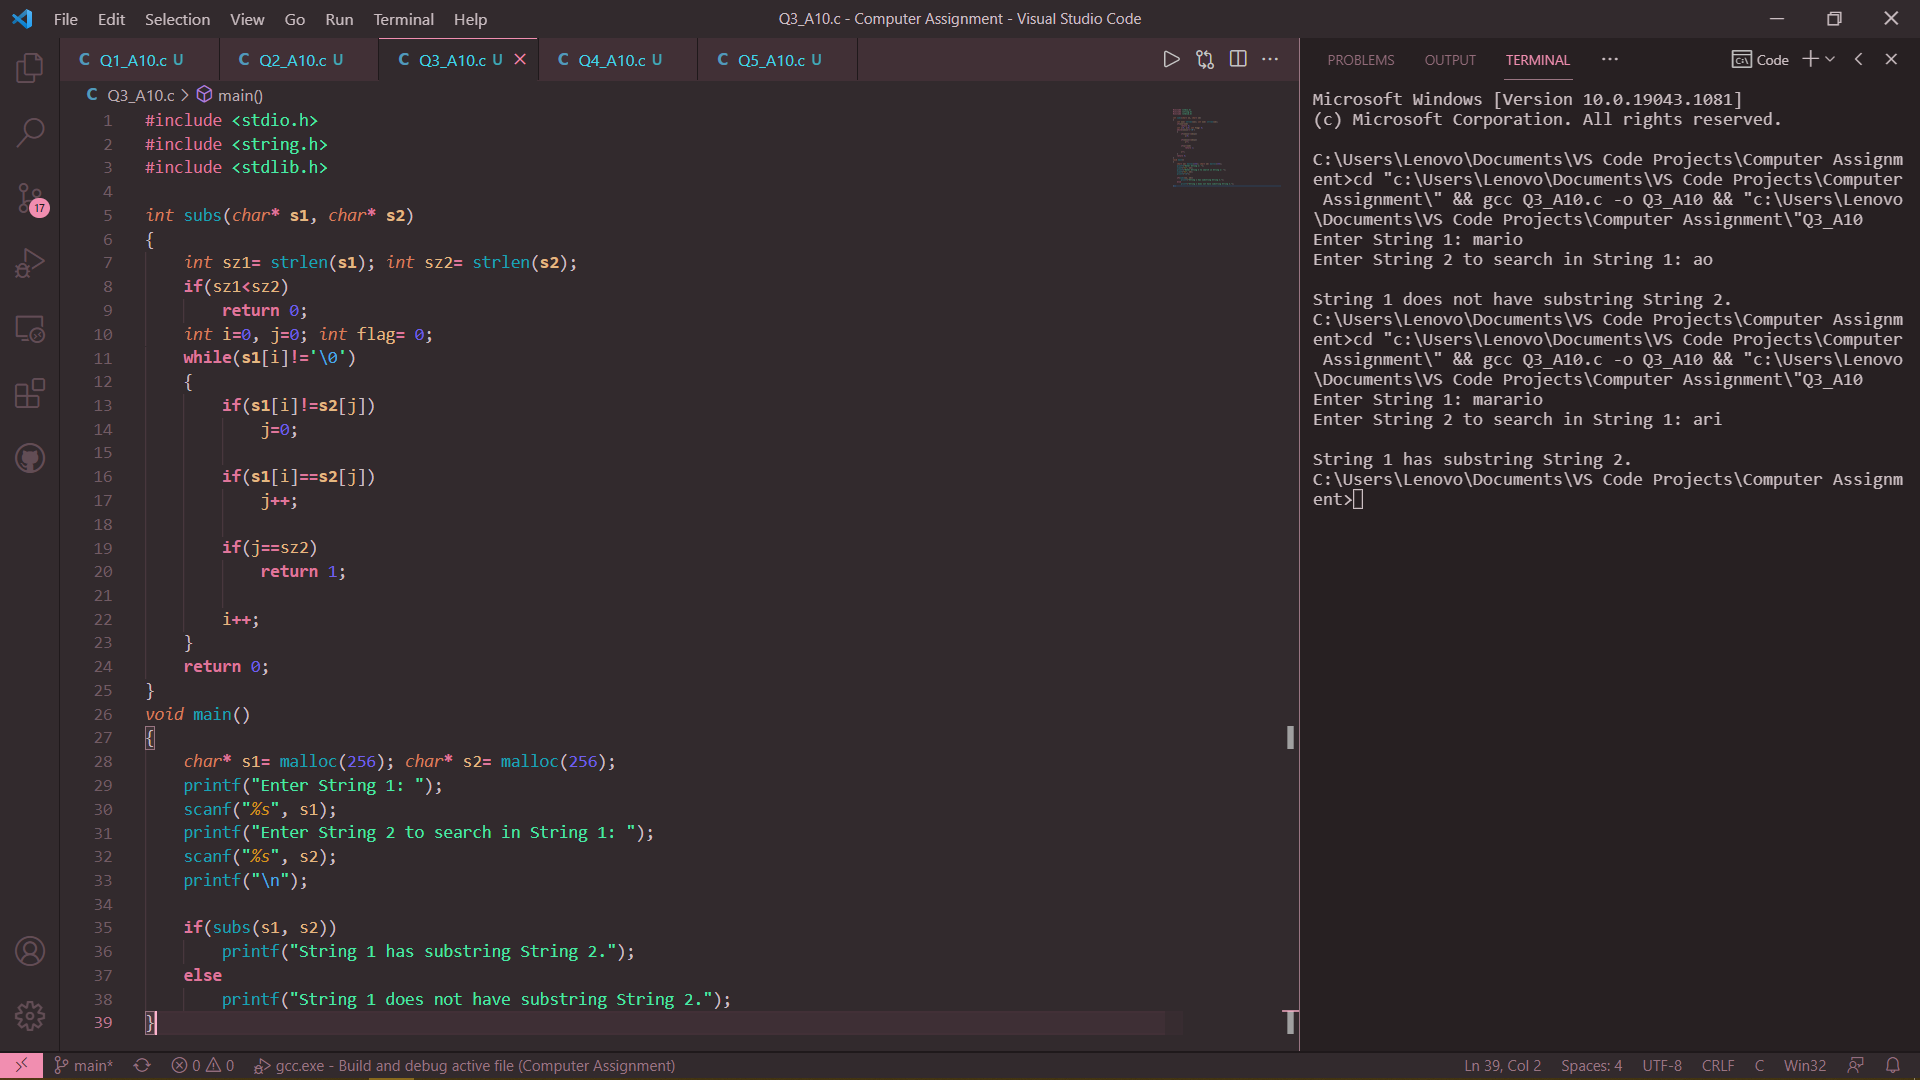 File Edit Selection View Go Run Terminal Help
Q3_A10.c - Computer Assignment - Visual Studio Code
C Q1_A10.c U
C Q2_A10.c U
C Q3_A10.c U
C Q4_A10.c U
C Q5_A10.c U
C Q3_A10.c > main()
17
1 #include <stdio.h>
2 #include <string.h>
3 #include <stdlib.h>
4
5 int subs(char* s1, char* s2)
6 {
7 int sz1= strlen(s1); int sz2= strlen(s2);
8 if(sz1<sz2)
9 return 0;
10 int i=0, j=0; int flag= 0;
11 while(s1[i]!='\0')
12 {
13 if(s1[i]!=s2[j])
14 j=0;
15
16 if(s1[i]==s2[j])
17 j++;
18
19 if(j==sz2)
20 return 1;
21
22 i++;
23 }
24 return 0;
25 }
26 void main()
27 {
28 char* s1= malloc(256); char* s2= malloc(256);
29 printf("Enter String 1: ");
30 scanf("%s", s1);
31 printf("Enter String 2 to search in String 1: ");
32 scanf("%s", s2);
33 printf("\n");
34
35 if(subs(s1, s2))
36 printf("String 1 has substring String 2.");
37 else
38 printf("String 1 does not have substring String 2.");
39 }
PROBLEMS OUTPUT TERMINAL ··· Code
Microsoft Windows [Version 10.0.19043.1081]
(c) Microsoft Corporation. All rights reserved.
C:\Users\Lenovo\Documents\VS Code Projects\Computer Assignm
ent>cd "c:\Users\Lenovo\Documents\VS Code Projects\Computer
Assignment\" && gcc Q3_A10.c -o Q3_A10 && "c:\Users\Lenovo
\Documents\VS Code Projects\Computer Assignment\"Q3_A10
Enter String 1: mario
Enter String 2 to search in String 1: ao
String 1 does not have substring String 2.
C:\Users\Lenovo\Documents\VS Code Projects\Computer Assignm
ent>cd "c:\Users\Lenovo\Documents\VS Code Projects\Computer
Assignment\" && gcc Q3_A10.c -o Q3_A10 && "c:\Users\Lenovo
\Documents\VS Code Projects\Computer Assignment\"Q3_A10
Enter String 1: marario
Enter String 2 to search in String 1: ari
String 1 has substring String 2.
C:\Users\Lenovo\Documents\VS Code Projects\Computer Assignm
ent>
main* 0 0 gcc.exe - Build and debug active file (Computer Assignment)
Ln 39, Col 2 Spaces: 4 UTF-8 CRLF C Win32